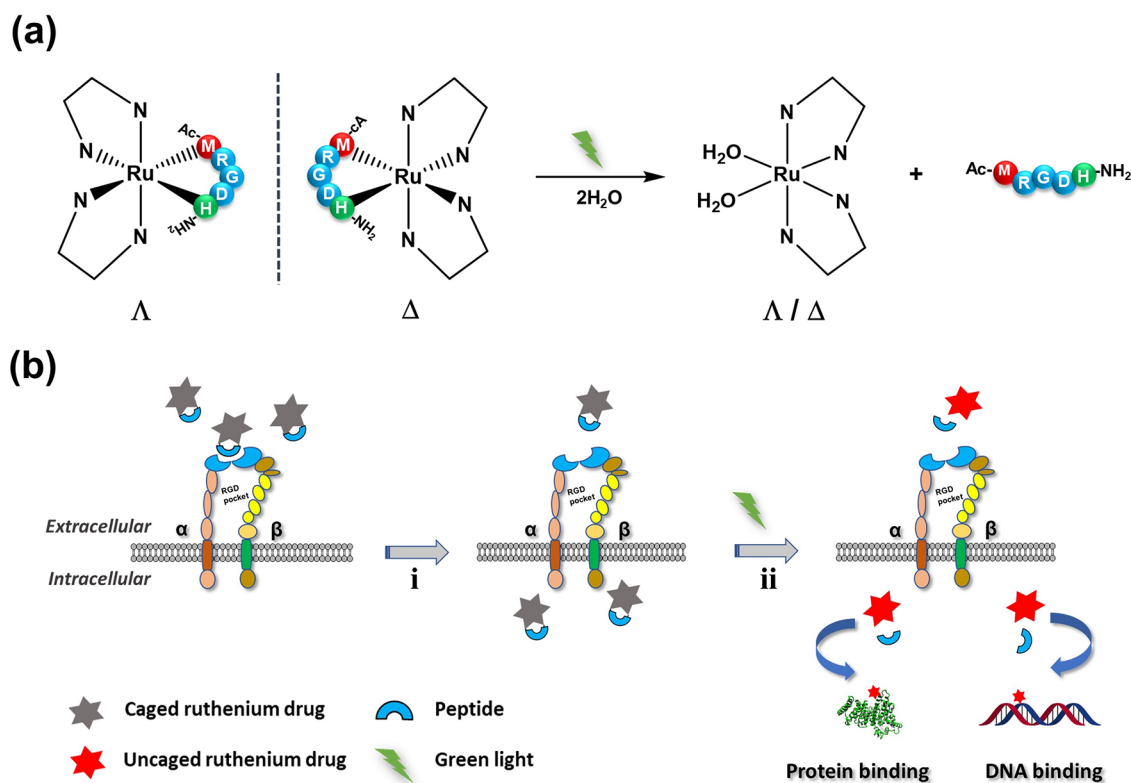 (a)
N
N
N
N
Ru
Ac-
M
R
G
D
H
-NH₂
Λ
-cA
M
R
G
D
H
-NH₂
Ru
N
N
N
N
Δ
2H₂O
N
N
N
N
H₂O
H₂O
Ru
Λ / Δ
+
Ac-
M
R
G
D
H
-NH₂
(b)
RGD
pocket
α
β
Extracellular
Intracellular
i
RGD
pocket
α
β
ii
RGD
pocket
α
β
Caged ruthenium drug
Peptide
Uncaged ruthenium drug
Green light
Protein binding
DNA binding